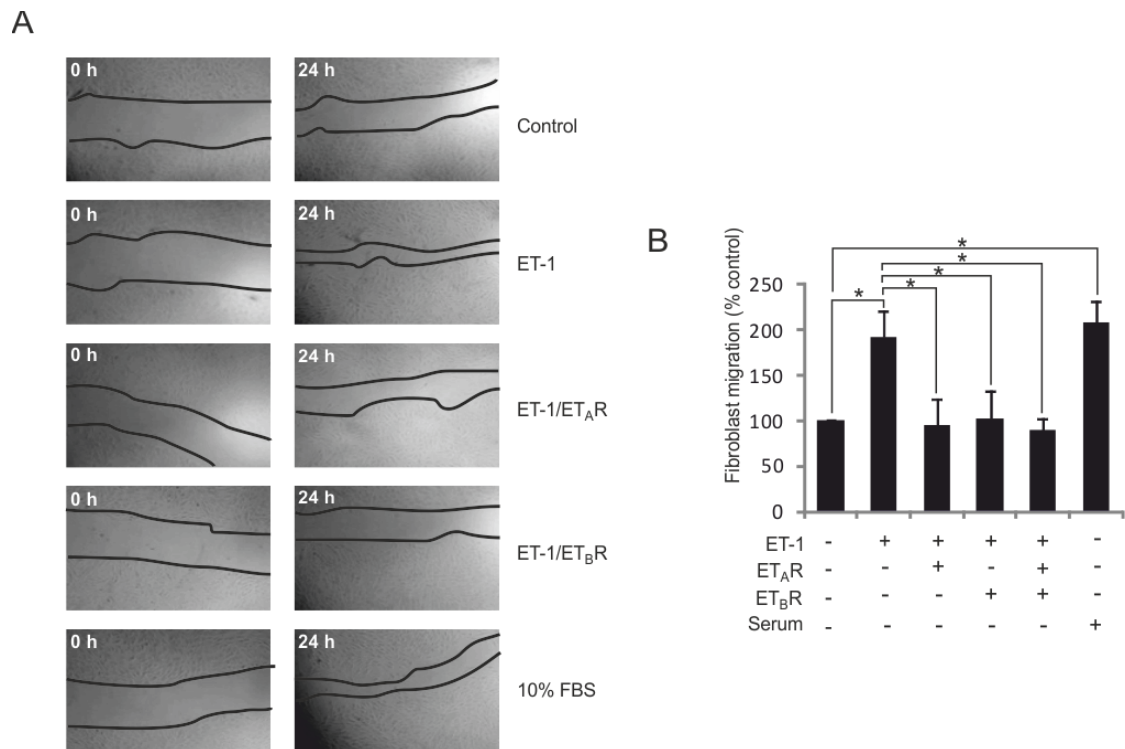 A
0 h
24 h
Control
0 h
24 h
ET-1
0 h
24 h
ET-1/ETAR
0 h
24 h
ET-1/ETBR
0 h
24 h
10% FBS
B
Fibroblast migration (% control)
* 
*
*
* *
250
200
150
100
50
0
ET-1 - + + + + -
ETAR - - + - + -
ETBR - - - + + -
Serum - - - - - +